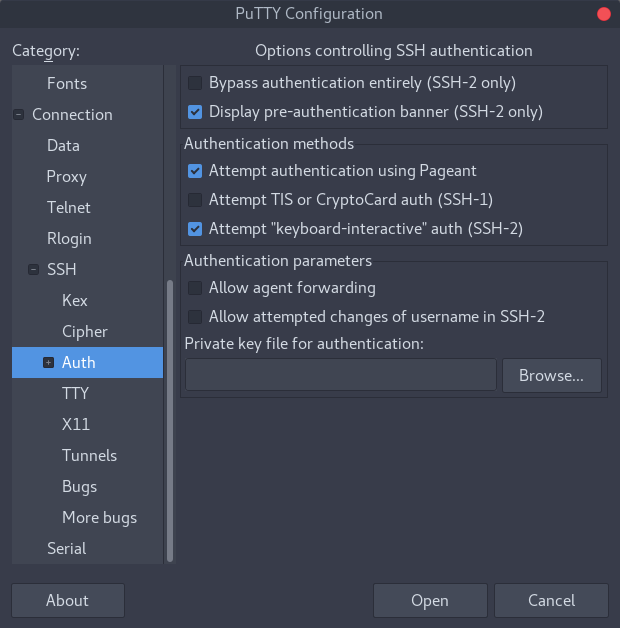 PuTTY Configuration
Category:
Fonts
Connection
Data
Proxy
Telnet
Rlogin
SSH
Kex
Cipher
Auth
TTY
X11
Tunnels
Bugs
More bugs
Serial
Options controlling SSH authentication
Bypass authentication entirely (SSH-2 only)
Display pre-authentication banner (SSH-2 only)
Authentication methods
Attempt authentication using Pageant
Attempt TIS or CryptoCard auth (SSH-1)
Attempt "keyboard-interactive" auth (SSH-2)
Authentication parameters
Allow agent forwarding
Allow attempted changes of username in SSH-2
Private key file for authentication:
Browse...
About
Open
Cancel